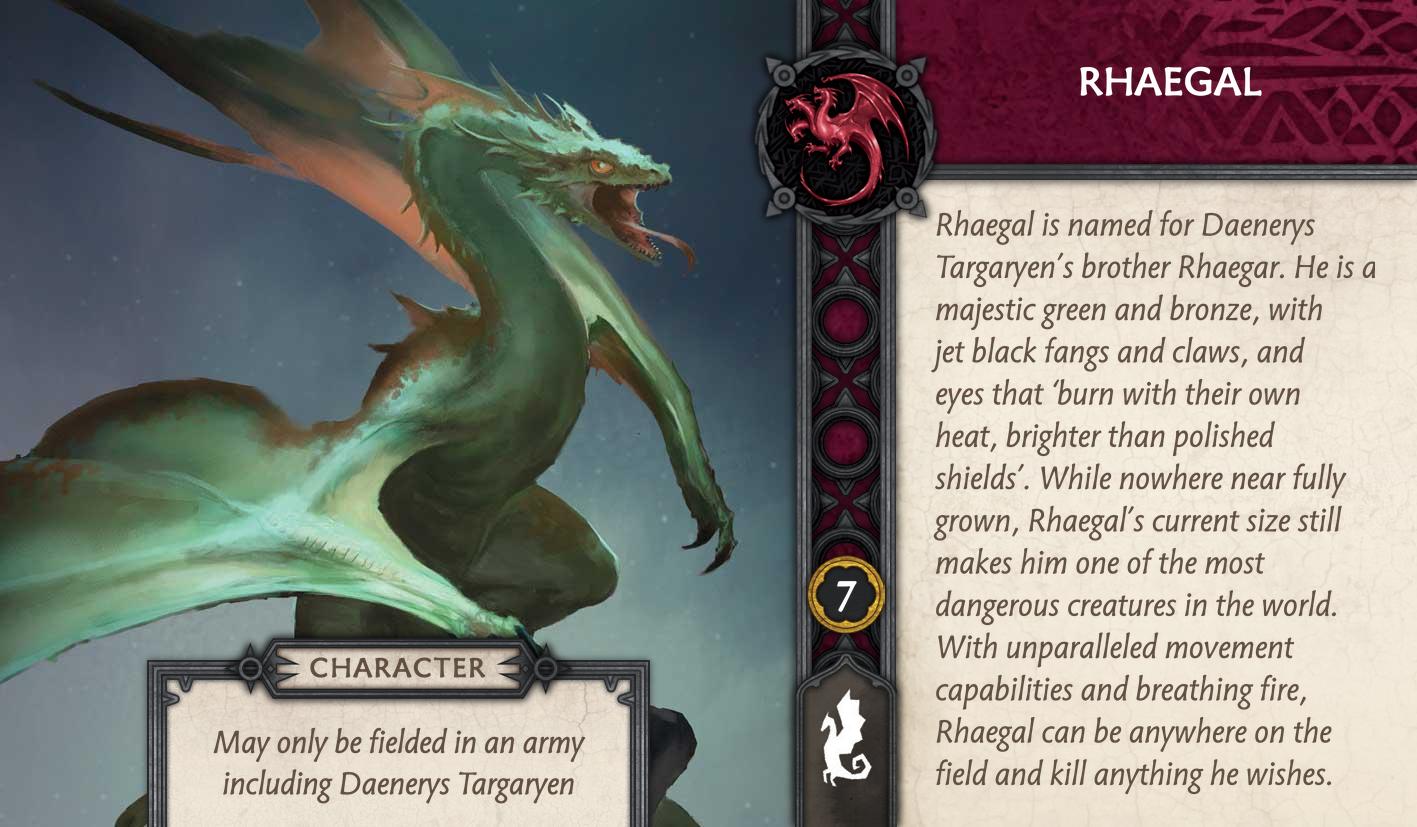 RHAEGAL
Rhaegal is named for Daenerys
Targaryen's brother Rhaegar. He is a
majestic green and bronze, with
jet black fangs and claws, and
eyes that ‘burn with their own
heat, brighter than polished
shields’. While nowhere near fully
grown, Rhaegal's current size still
makes him one of the most
dangerous creatures in the world.
With unparalleled movement
capabilities and breathing fire,
Rhaegal can be anywhere on the
field and kill anything he wishes.
7
CHARACTER
May only be fielded in an army
including Daenerys Targaryen